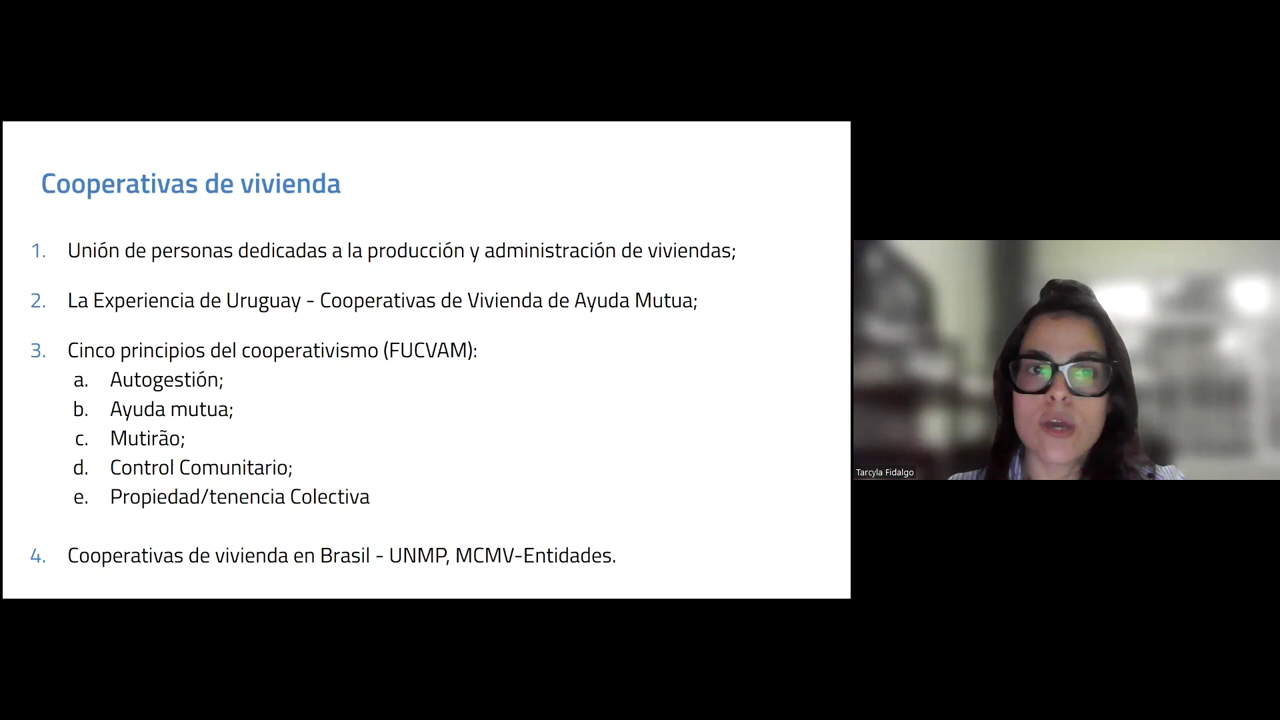 Cooperativas de vivienda
1. Unión de personas dedicadas a la producción y administración de viviendas;
2. La Experiencia de Uruguay - Cooperativas de Vivienda de Ayuda Mutua;
3. Cinco principios del cooperativismo (FUCVAM):
a. Autogestión;
b. Ayuda mutua;
c. Mutirão;
d. Control Comunitario;
e. Propiedad/tenencia Colectiva
4. Cooperativas de vivienda en Brasil - UNMP, MCMV-Entidades.
Tarcyla Fidalgo